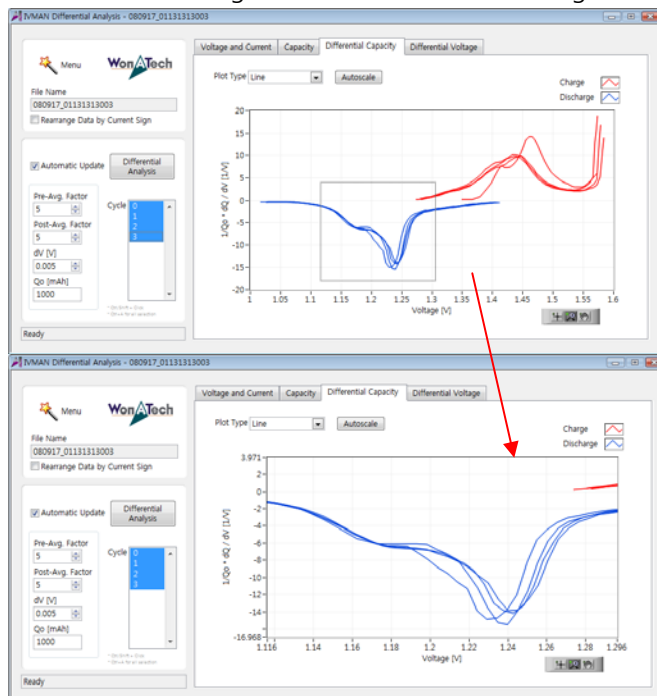 IVMAN Differential Analysis - 080917_01131313003
Menu
WonATech
File Name
080917_01131313003
Rearrange Data by Current Sign
Automatic Update
Differential Analysis
Pre-Avg. Factor
5
Post-Avg. Factor
5
dV [V]
0.005
Qo [mAh]
1000
Cycle
0
1
2
3
Ready
Voltage and Current
Capacity
Differential Capacity
Differential Voltage
Plot Type
Line
Autoscale
Charge
Discharge
1/Qo * dQ / dV [1/V]
20
15
10
5
0
-5
-10
-15
-20
1
1.05
1.1
1.15
1.2
1.25
1.3
1.35
1.4
1.45
1.5
1.55
1.6
Voltage [V]
IVMAN Differential Analysis - 080917_01131313003
Menu
WonATech
File Name
080917_01131313003
Rearrange Data by Current Sign
Automatic Update
Differential Analysis
Pre-Avg. Factor
5
Post-Avg. Factor
5
dV [V]
0.005
Qo [mAh]
1000
Cycle
0
1
2
3
Ready
Voltage and Current
Capacity
Differential Capacity
Differential Voltage
Plot Type
Line
Autoscale
Charge
Discharge
1/Qo * dQ / dV [1/V]
3.971
2
0
-2
-4
-6
-8
-10
-12
-14
-16.968
1.116
1.14
1.16
1.18
1.2
1.22
1.24
1.26
1.28
1.296
Voltage [V]